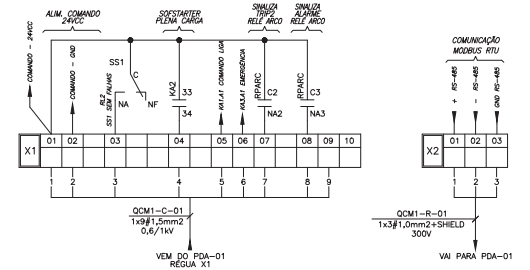 ALIM. COMANDO
24VCC
SOFSTARTER
PLENA CARGA
SINALIZA
TRIP2
RELÉ ARCO
SINALIZA
ALARME
RELÉ ARCO
COMUNICAÇÃO
MODBUS RTU
COMANDO - 24VCC
COMANDO - GND
RL2
SS1 SEM FALHAS
SS1
C
NA
NF
KA2
33
34
KA1.A1 COMANDO LIGA
KA3.A1 EMERGÊNCIA
RPARC
C2
NA2
RPARC
C3
NA3
+ RS-485
- RS-485
GND RS-485
X1
01 02 03 04 05 06 07 08 09 10
1 2 3 4 5 6 7 8 9
X2
01 02 03
1 2 3
QCM1-C-01
1x9#1,5mm2
0,6/1kV
VEM DO PDA-01
RÉGUA X1
QCM1-R-01
1x3#1,0mm2+SHIELD
300V
VAI PARA PDA-01